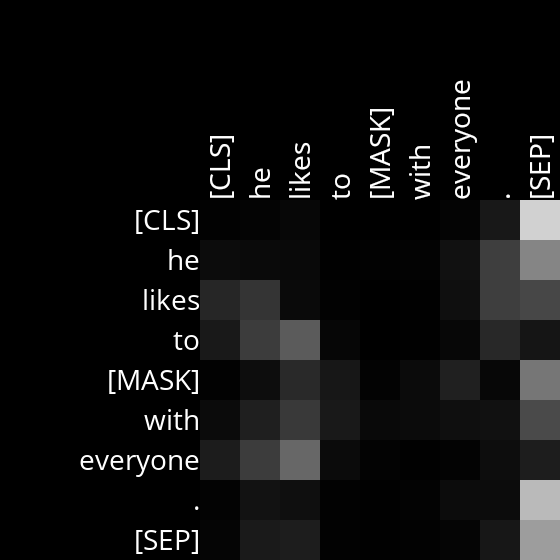 [CLS]
he
likes
to
[MASK]
with
everyone
.
[SEP]
[CLS]
he
likes
to
[MASK]
with
everyone
.
[SEP]